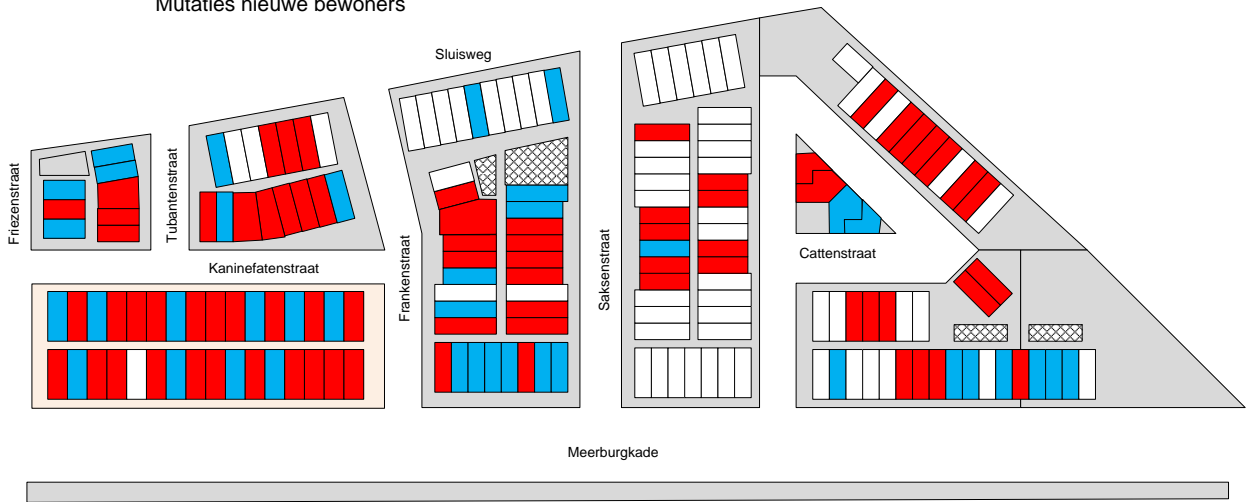 Mutaties nieuwe bewoners
Sluisweg
Friezenstraat
Tubantenstraat
Kaninefatenstraat
Frankenstraat
Saksenstraat
Cattenstraat
Meerburgkade